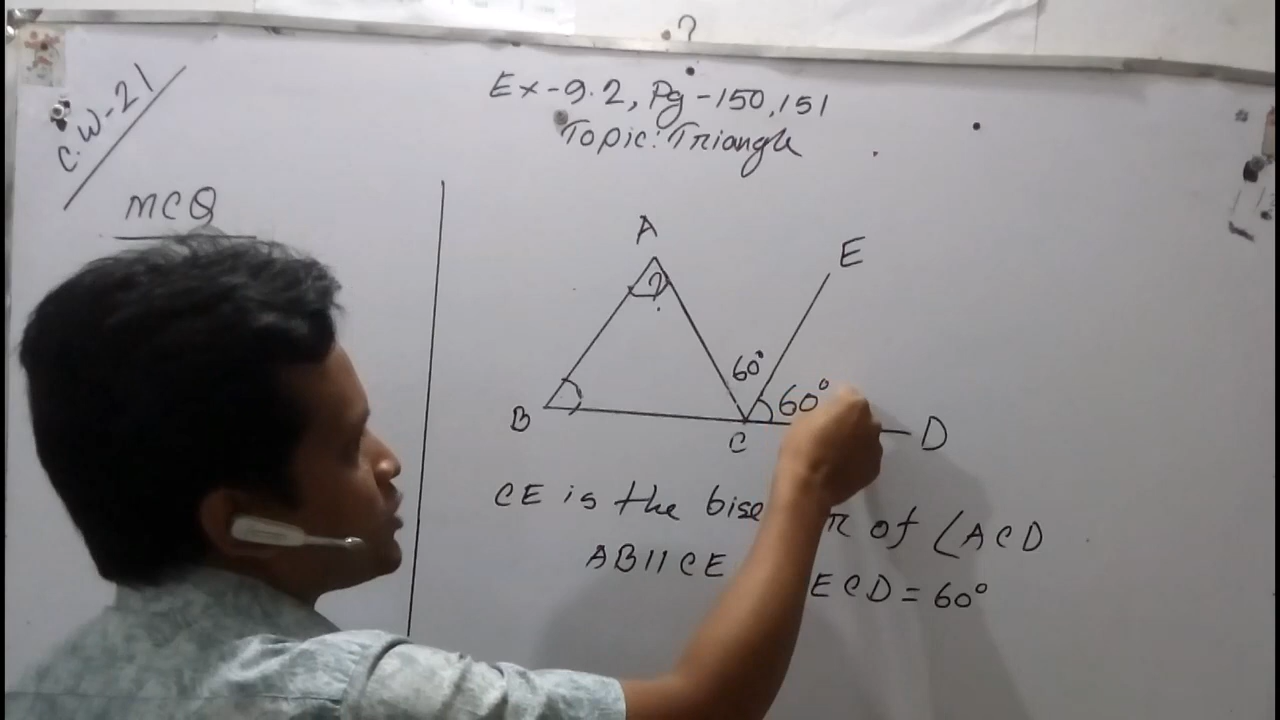 ?
C.W-21
Ex-9.2, Pg-150,151
Topic: Triangle
MCQ
A
E
?
60°
60°
B
C
D
CE is the of ∠ACD
AB||CE ECD = 60°